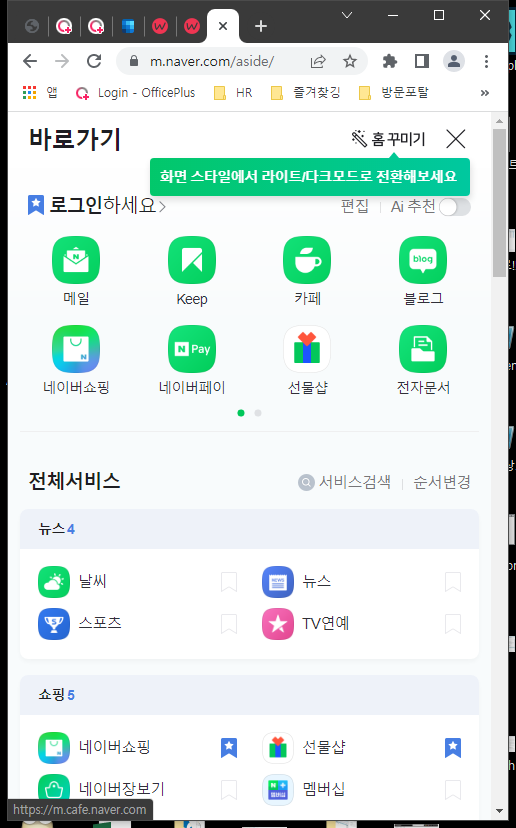 m.naver.com/aside/
앱 Login - OfficePlus HR 즐겨찾깅 방문포탈 »
바로가기 홈 꾸미기
화면 스타일에서 라이트/다크모드로 전환해보세요
로그인하세요 편집 Ai 추천
메일 Keep 카페 블로그
blog
N Pay
네이버쇼핑 네이버페이 선물샵 전자문서
전체서비스 서비스검색 순서변경
뉴스 4
날씨 NEWS 뉴스
스포츠 TV연예
쇼핑 5
네이버쇼핑 선물샵
네이버장보기 멤버십
https://m.cafe.naver.com